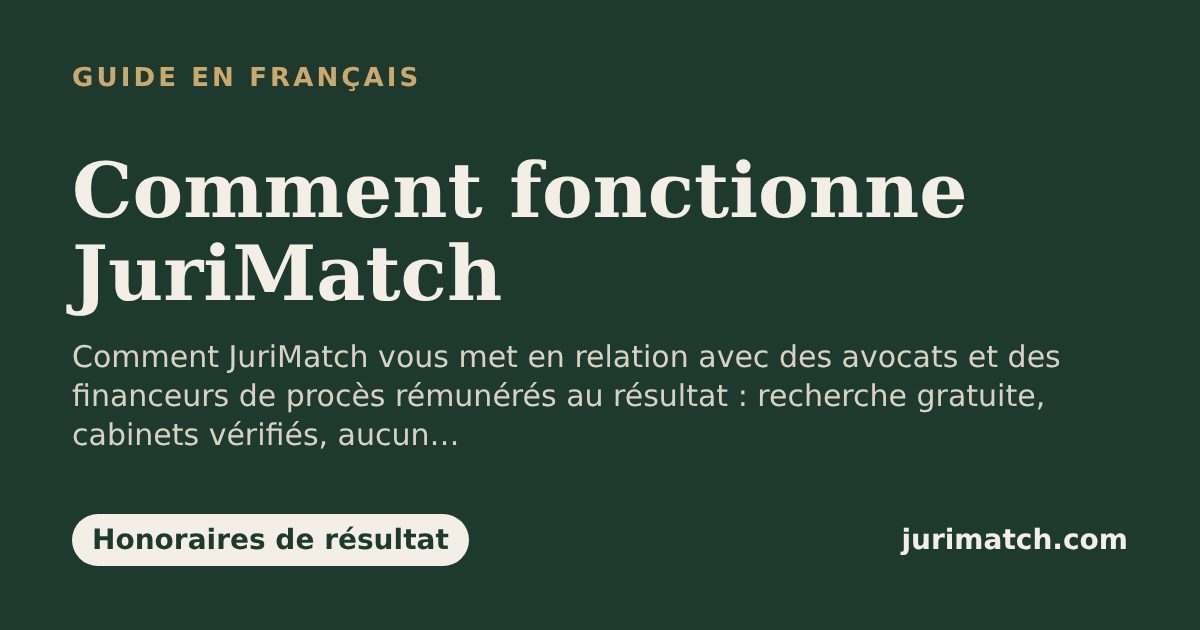 GUIDE EN FRANÇAIS
Comment fonctionne
JuriMatch
Comment JuriMatch vous met en relation avec des avocats et des
financeurs de procès rémunérés au résultat : recherche gratuite,
cabinets vérifiés, aucun…
Honoraires de résultat
jurimatch.com